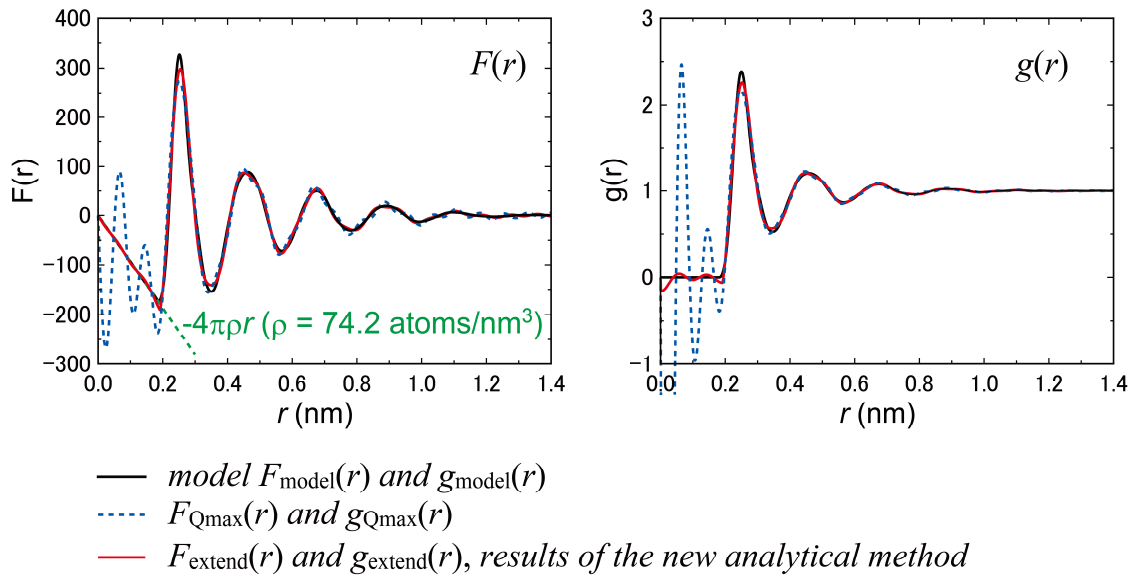 F(r)
400
300
200
100
0
-100
-200
-300
F(r)
-4πρr (ρ = 74.2 atoms/nm³)
0.0 0.2 0.4 0.6 0.8 1.0 1.2 1.4
r (nm)
g(r)
3
2
1
0
-1
g(r)
0.0 0.2 0.4 0.6 0.8 1.0 1.2 1.4
r (nm)
model Fmodel(r) and gmodel(r)
FQmax(r) and gQmax(r)
Fextend(r) and gextend(r), results of the new analytical method